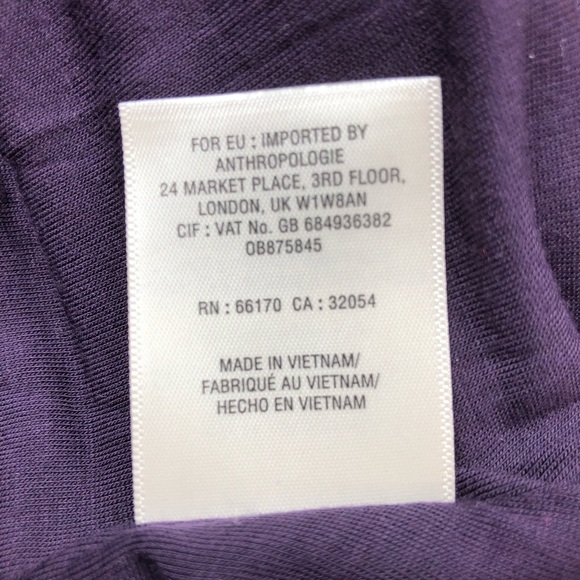 FOR EU : IMPORTED BY
ANTHROPOLOGIE
24 MARKET PLACE, 3RD FLOOR,
LONDON, UK W1W8AN
CIF : VAT No. GB 684936382
OB875845
RN : 66170 CA : 32054
MADE IN VIETNAM/
FABRIQUÉ AU VIETNAM/
HECHO EN VIETNAM